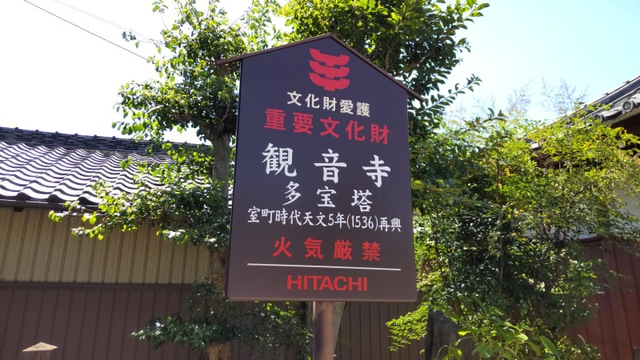 文化財愛護
重要文化財
観音寺
多宝塔
室町時代天文5年(1536)再興
火気厳禁
HITACHI